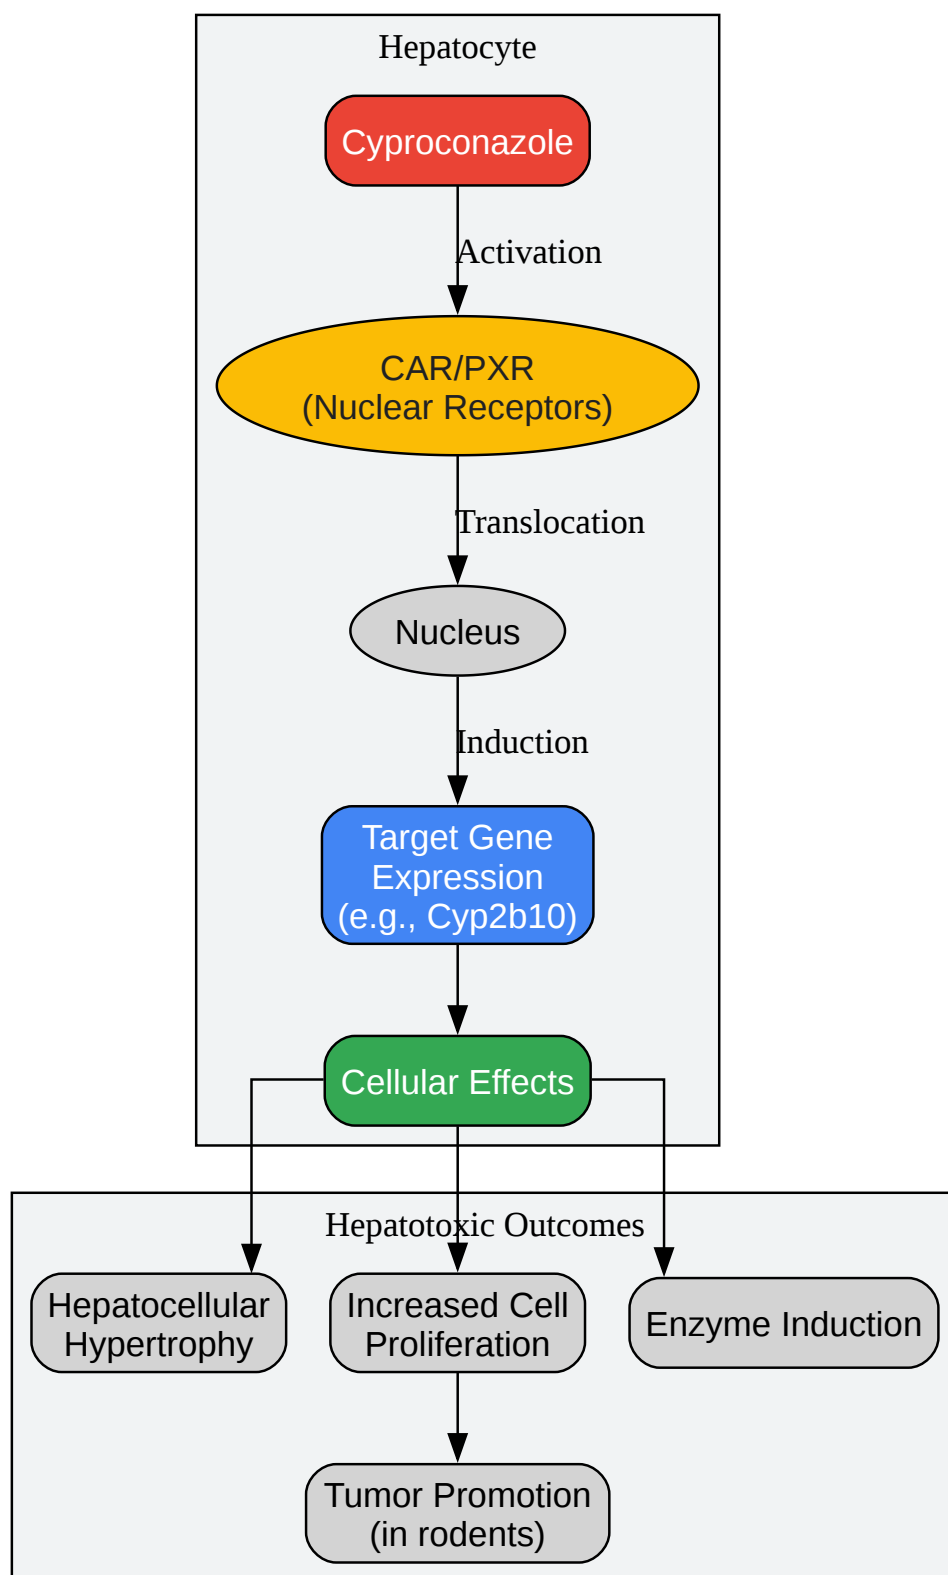 Hepatocyte
Cyproconazole
Activation
CAR/PXR
(Nuclear Receptors)
Translocation
Nucleus
Induction
Target Gene
Expression
(e.g., Cyp2b10)
Cellular Effects
Hepatotoxic Outcomes
Hepatocellular
Hypertrophy
Increased Cell
Proliferation
Enzyme Induction
Tumor Promotion
(in rodents)